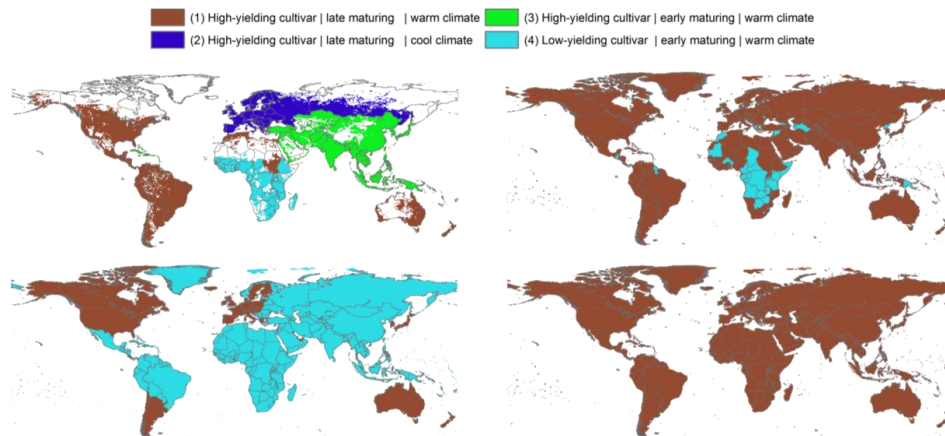 (1) High-yielding cultivar | late maturing | warm climate
(2) High-yielding cultivar | late maturing | cool climate
(3) High-yielding cultivar | early maturing | warm climate
(4) Low-yielding cultivar | early maturing | warm climate